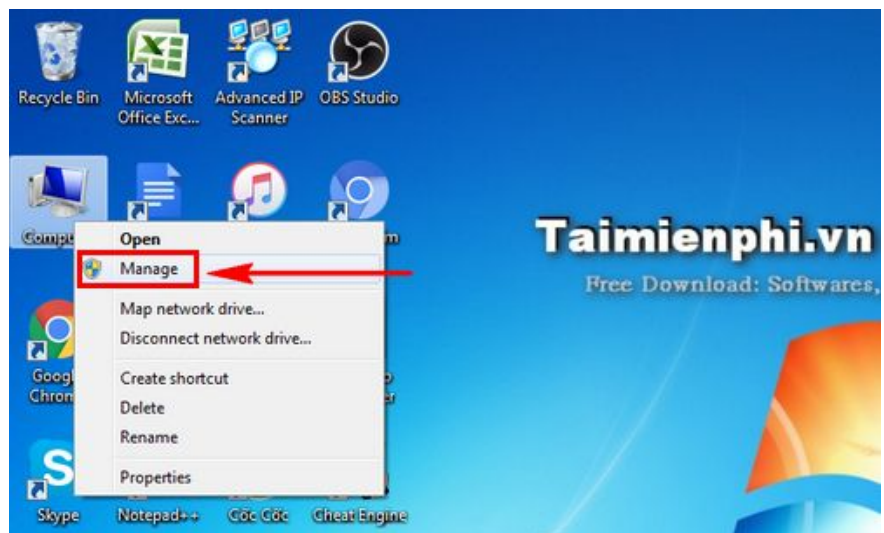 Recycle Bin
Microsoft
Office Exc...
Advanced IP
Scanner
OBS Studio
Open
Manage
Map network drive...
Disconnect network drive...
Create shortcut
Delete
Rename
Properties
Taimienphi.vn
Free Download: Softwares,
Skype
Notepad++
Cốc Cốc
Cheat Engine